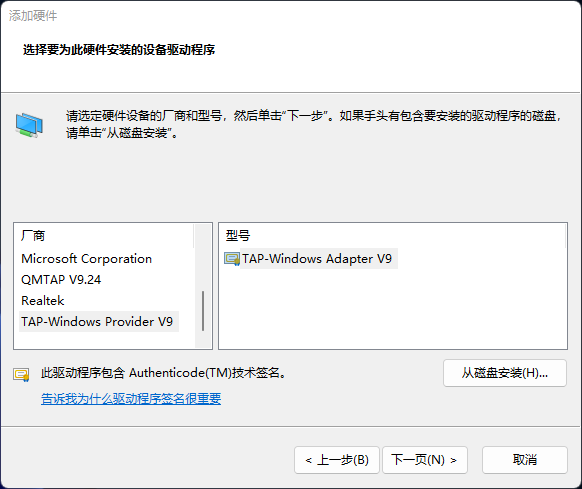 添加硬件
选择要为此硬件安装的设备驱动程序
请选定硬件设备的厂商和型号，然后单击“下一步”。如果手头有包含要安装的驱动程序的磁盘，
请单击“从磁盘安装”。
厂商
Microsoft Corporation
QMTAP V9.24
Realtek
TAP-Windows Provider V9
型号
TAP-Windows Adapter V9
此驱动程序包含 Authenticode(TM)技术签名。
从磁盘安装(H)...
告诉我为什么驱动程序签名很重要
< 上一步(B)
下一页(N) >
取消